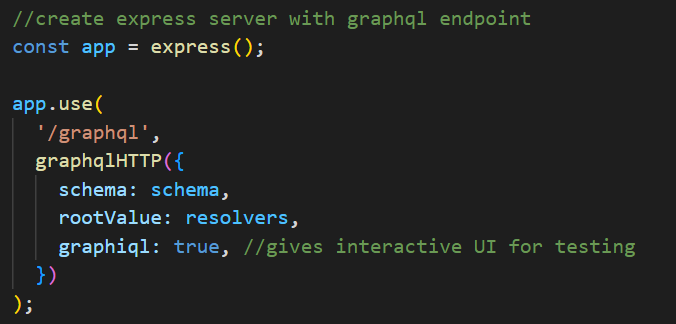 //create express server with graphql endpoint
const app = express();
app.use(
'/graphql',
graphqlHTTP({
schema: schema,
rootValue: resolvers,
graphiql: true, //gives interactive UI for testing
})
);